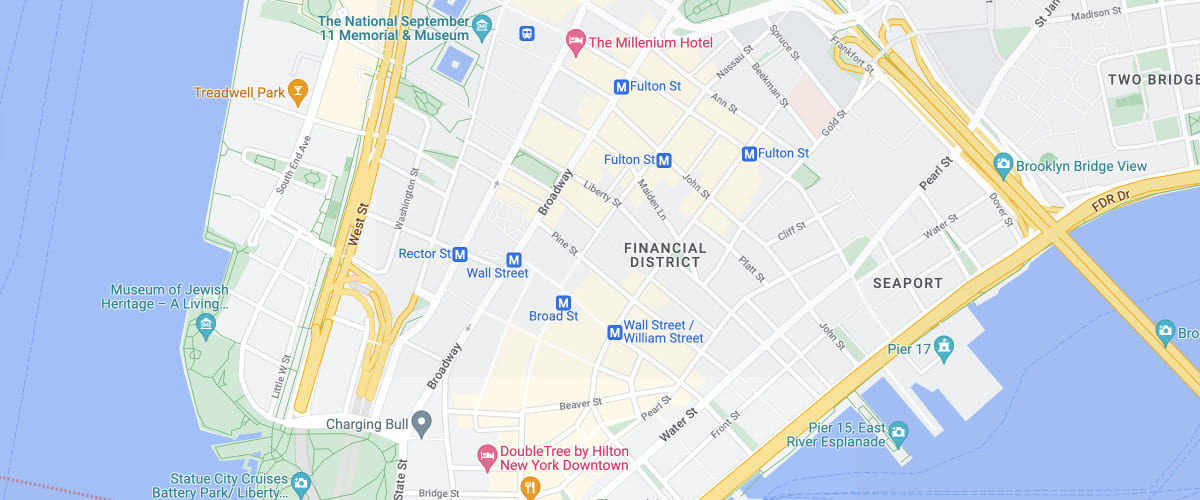 The National September
11 Memorial & Museum
The Millenium Hotel
Spruce St
Frankfort St
St Jam
Madison St
Nassau St
Beekman St
TWO BRIDGE
Treadwell Park
Fulton St
Ann St
Gold St
South End Ave
Washington St
Fulton St
Fulton St
Brooklyn Bridge View
Pearl St
John St
Liberty St
Maiden Ln
Broadway
Dover St
FDR Dr
West St
Water St
Cliff St
Pine St
FINANCIAL
DISTRICT
Rector St
Wall Street
Platt St
SEAPORT
Museum of Jewish
Heritage – A Living...
Broad St
Wall Street /
William Street
John St
Bro
Pier 17
Broadway
Little W St
Beaver St
Pearl St
Water St
Front St
Charging Bull
Pier 15, East
River Esplanade
DoubleTree by Hilton
New York Downtown
State St
Statue City Cruises
Battery Park/ Liberty...
Bridge St